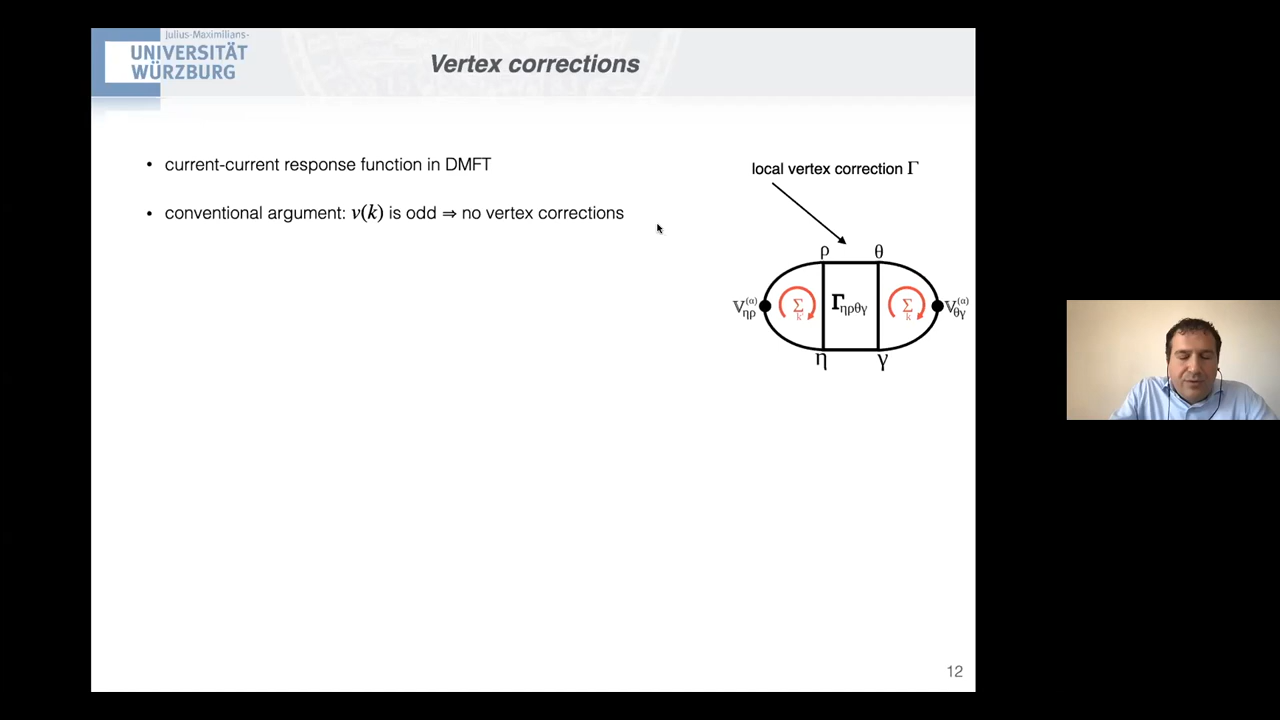 Julius-Maximilians-
UNIVERSITÄT
WÜRZBURG
Vertex corrections
• current-current response function in DMFT
• conventional argument: v(k) is odd ⇒ no vertex corrections
local vertex correction Γ
ρ θ
𝕍(α)ηρ Σk' Γηρθγ Σk 𝕍(α)θγ
η γ
12